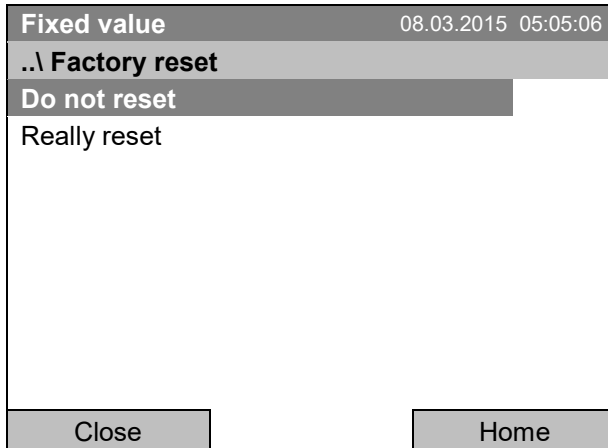 Fixed value 08.03.2015 05:05:06
..\ Factory reset
Do not reset
Really reset
Close Home